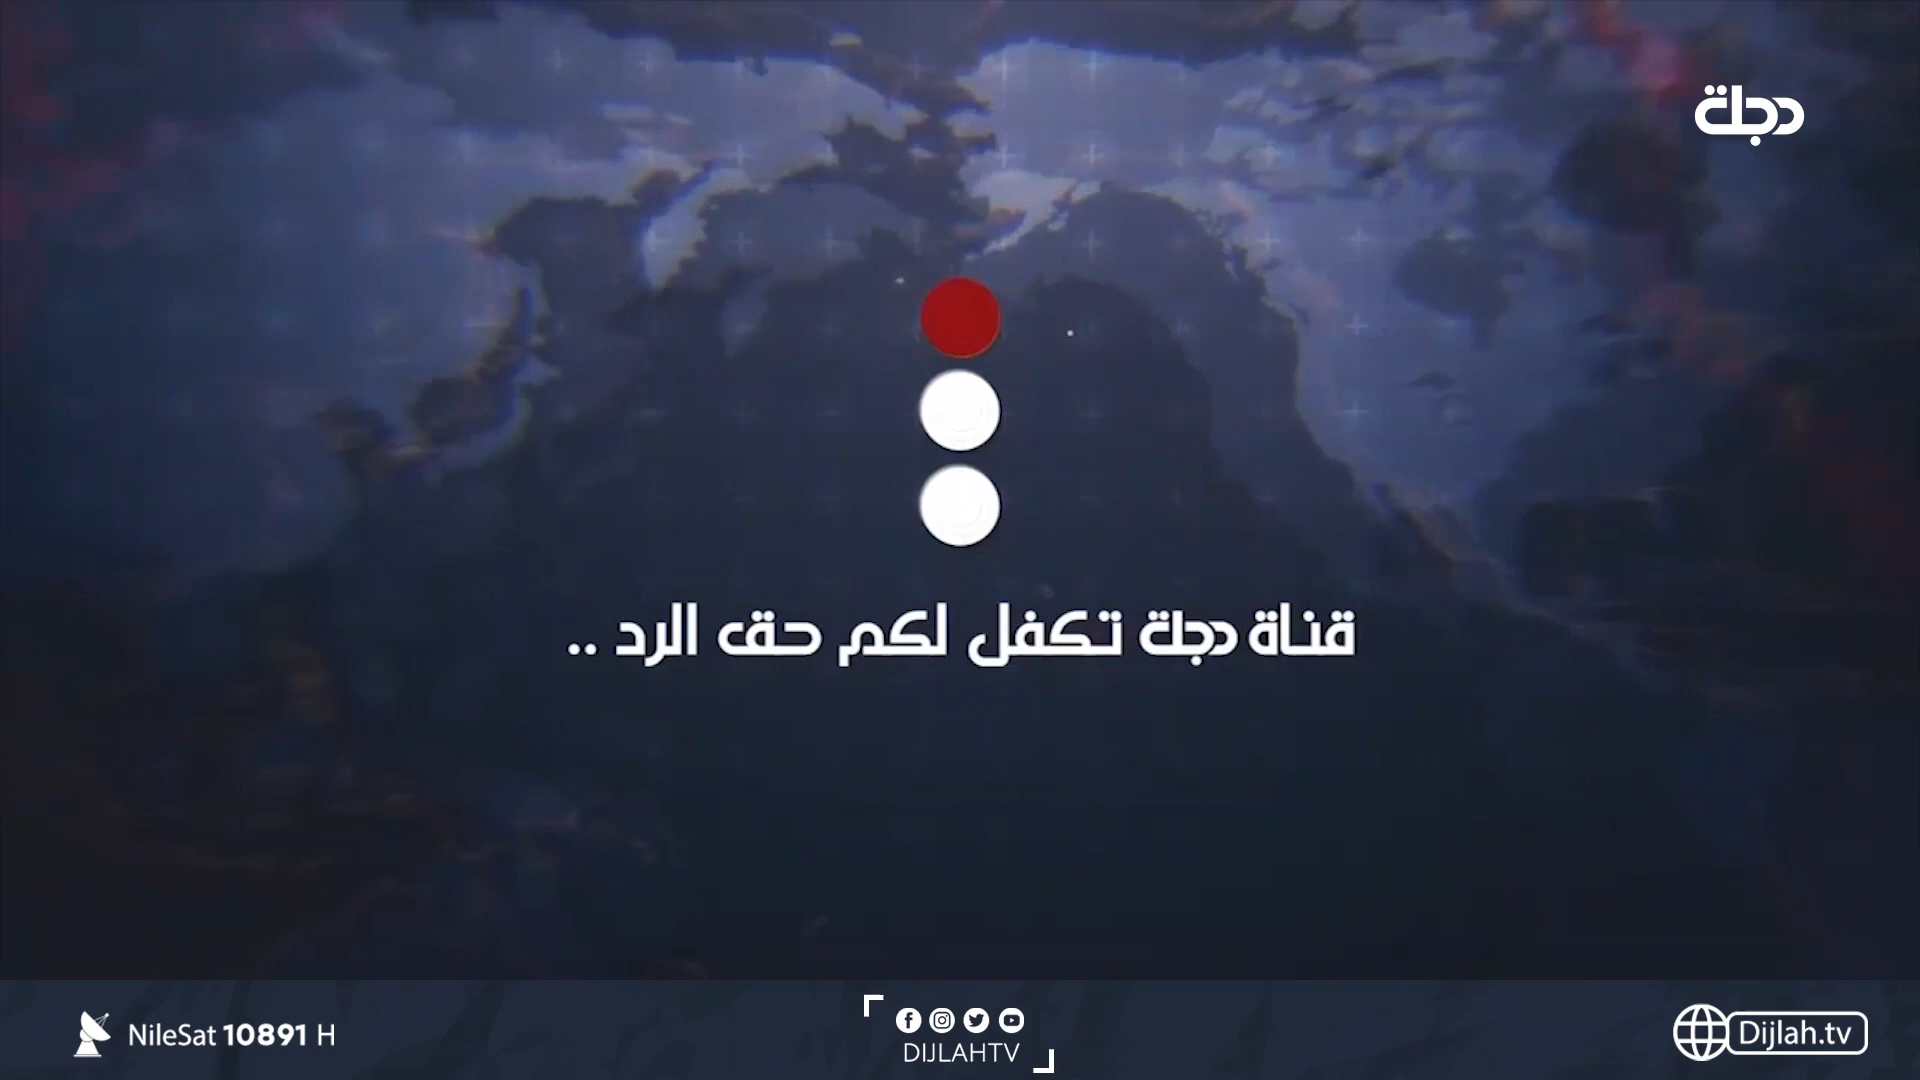 دجلة
قناة دجلة تكفل لكم حق الرد ..
NileSat 10891 H
DIJLAHTV
Dijlah.tv